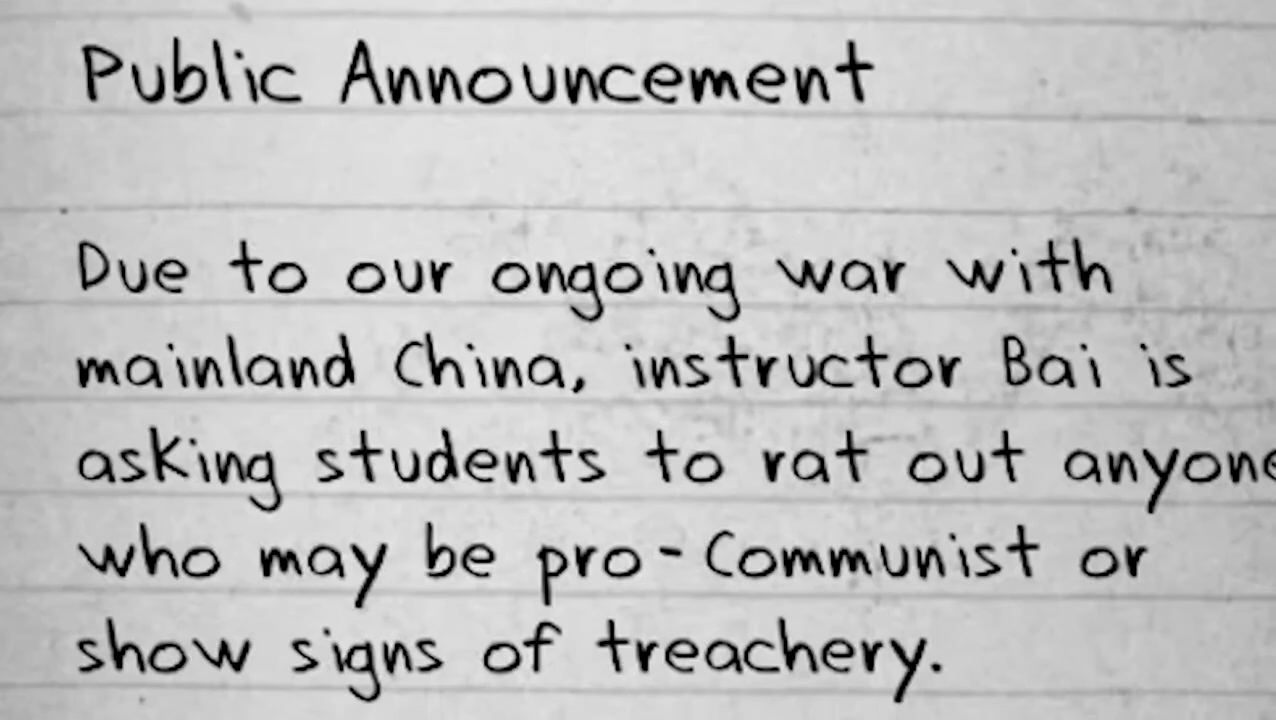 Public Announcement
Due to our ongoing war with
mainland China, instructor Bai is
asking students to rat out anyone
who may be pro-Communist or
show signs of treachery.